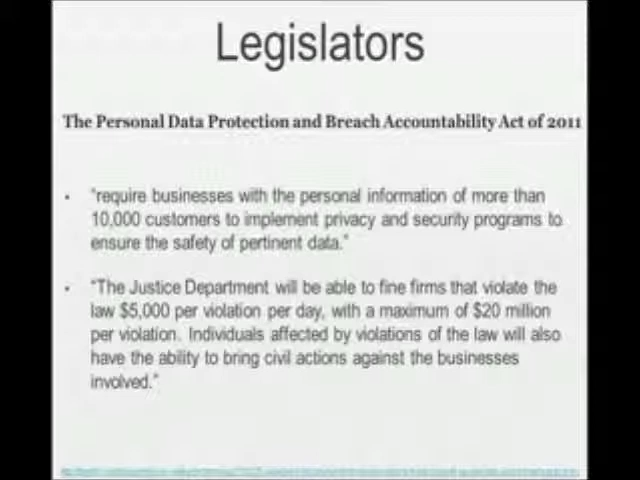 Legislators
The Personal Data Protection and Breach Accountability Act of 2011
• "require businesses with the personal information of more than
10,000 customers to implement privacy and security programs to
ensure the safety of pertinent data."
• "The Justice Department will be able to fine firms that violate the
law $5,000 per violation per day, with a maximum of $20 million
per violation. Individuals affected by violations of the law will also
have the ability to bring civil actions against the businesses
involved."